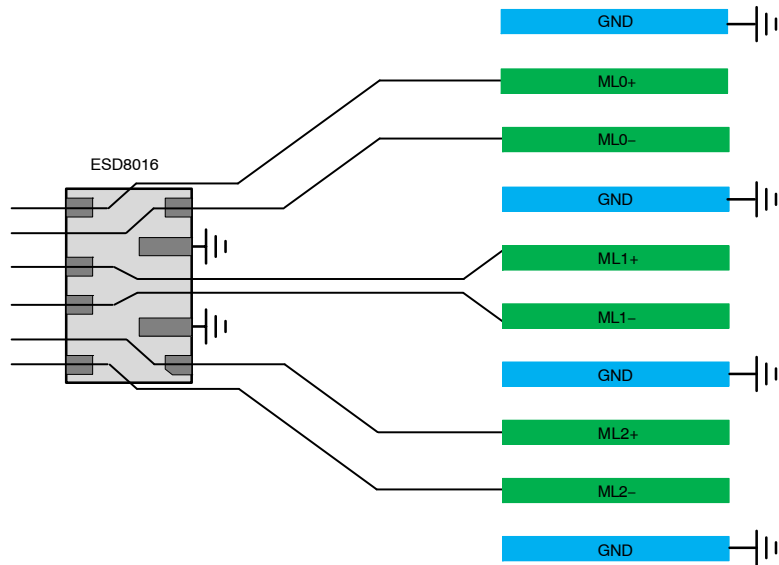 GND
ML0+
ML0−
ESD8016
GND
ML1+
ML1−
GND
ML2+
ML2−
GND